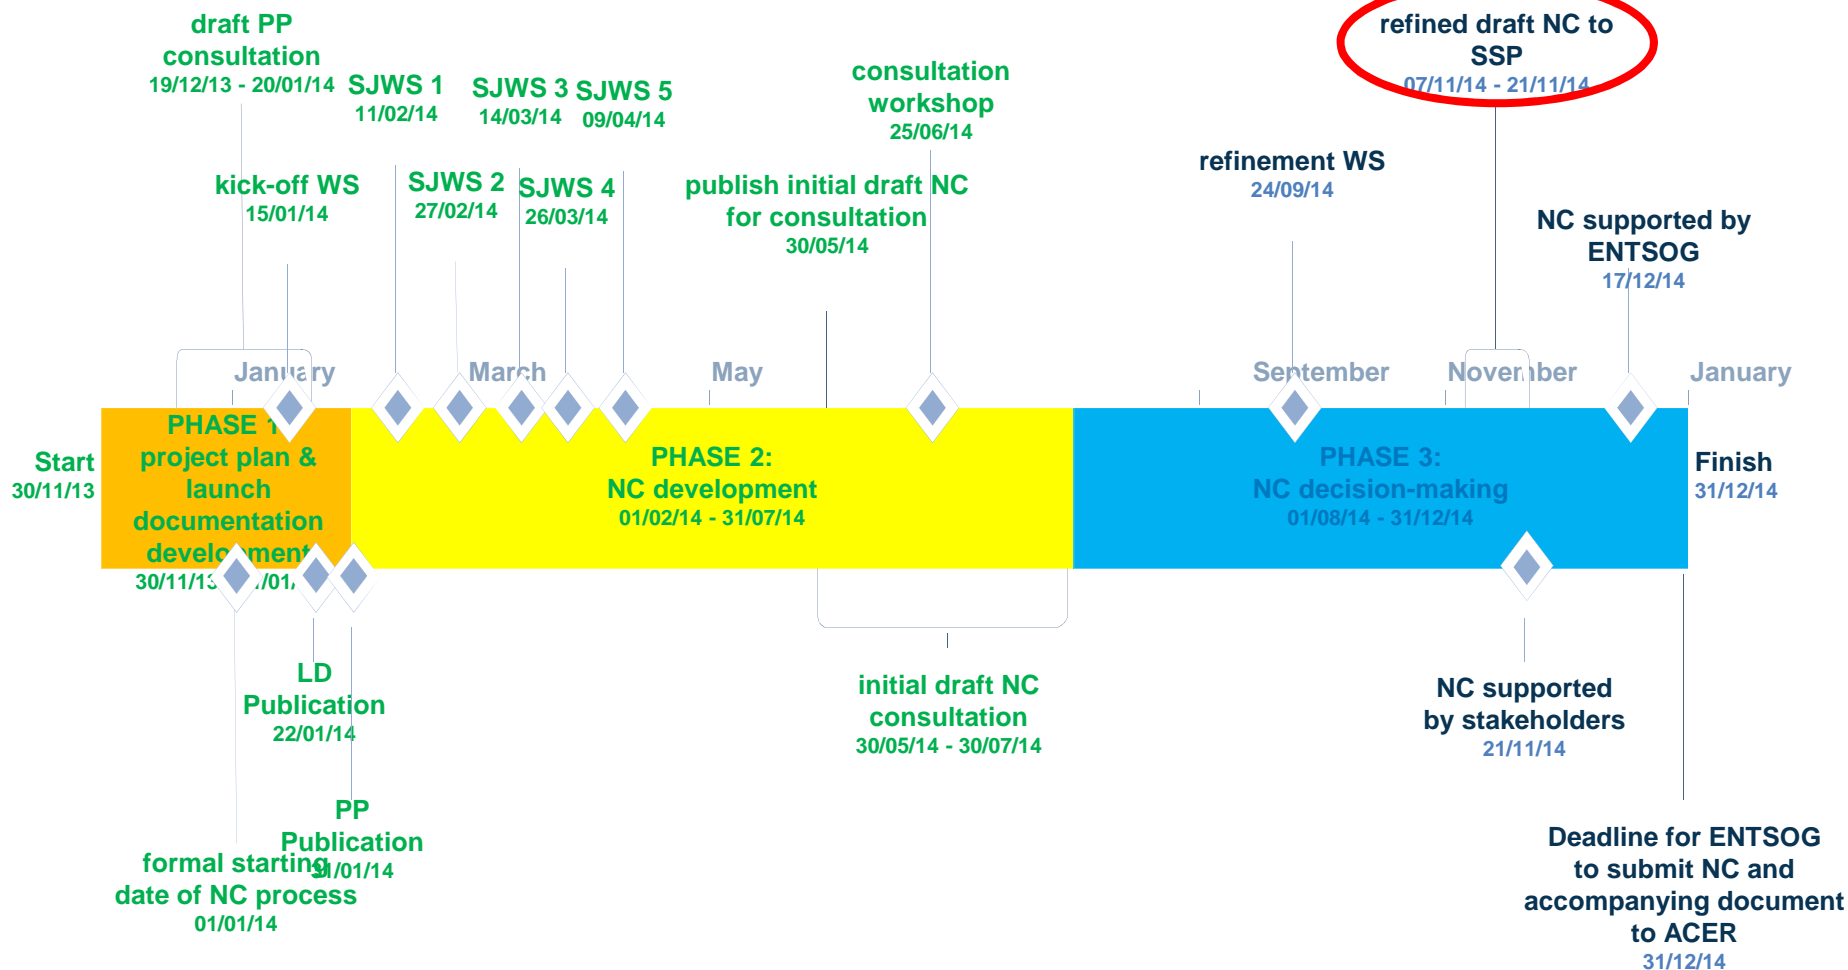 draft PP
consultation
19/12/13 - 20/01/14
SJWS 1
11/02/14
SJWS 3
14/03/14
SJWS 5
09/04/14
consultation
workshop
25/06/14
refined draft NC to
SSP
07/11/14 - 21/11/14
kick-off WS
15/01/14
SJWS 2
27/02/14
SJWS 4
26/03/14
publish initial draft NC
for consultation
30/05/14
refinement WS
24/09/14
NC supported by
ENTSOG
17/12/14
January
March
May
September
November
January
Start
30/11/13
PHASE 1
project plan &
launch
documentation
development
30/11/13
PHASE 2:
NC development
01/02/14 - 31/07/14
PHASE 3:
NC decision-making
01/08/14 - 31/12/14
Finish
31/12/14
LD
Publication
22/01/14
PP
Publication
31/01/14
formal starting
date of NC process
01/01/14
initial draft NC
consultation
30/05/14 - 30/07/14
NC supported
by stakeholders
21/11/14
Deadline for ENTSOG
to submit NC and
accompanying document
to ACER
31/12/14